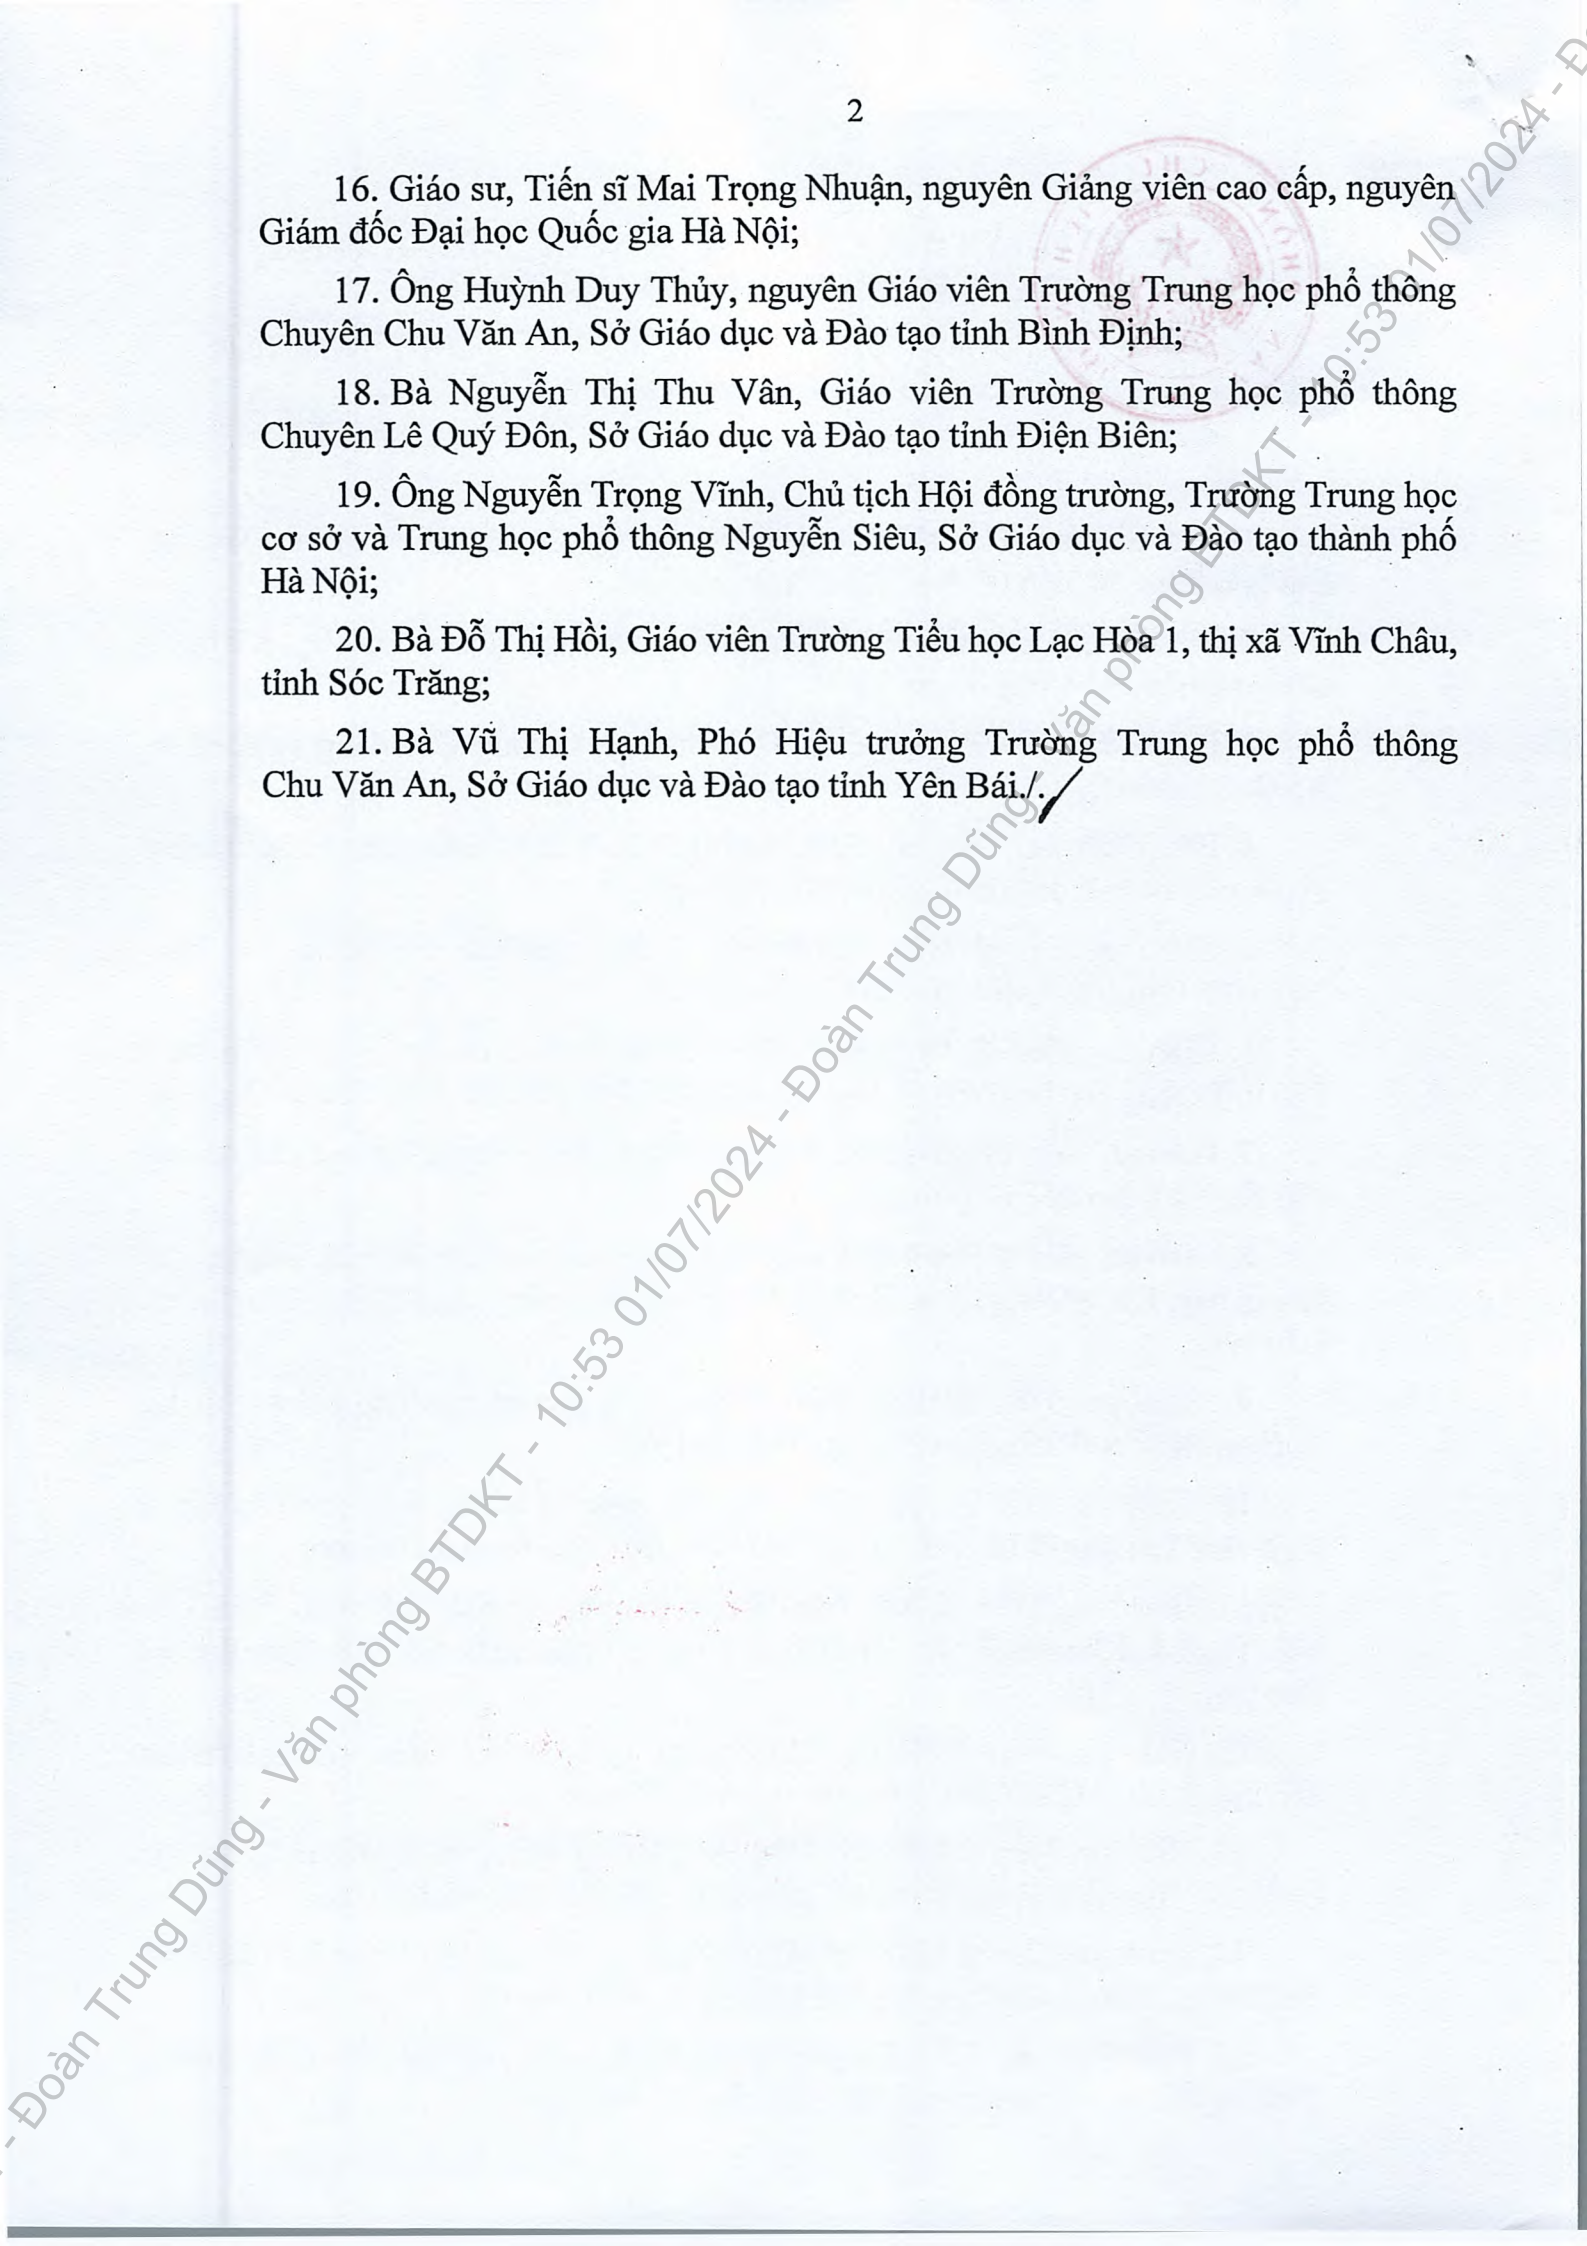 2
16. Giáo sư, Tiến sĩ Mai Trọng Nhuận, nguyên Giảng viên cao cấp, nguyên
Giám đốc Đại học Quốc gia Hà Nội;
17. Ông Huỳnh Duy Thủy, nguyên Giáo viên Trường Trung học phổ thông
Chuyên Chu Văn An, Sở Giáo dục và Đào tạo tỉnh Bình Định;
18. Bà Nguyễn Thị Thu Vân, Giáo viên Trường Trung học phổ thông
Chuyên Lê Quý Đôn, Sở Giáo dục và Đào tạo tỉnh Điện Biên;
19. Ông Nguyễn Trọng Vĩnh, Chủ tịch Hội đồng trường, Trường Trung học
cơ sở và Trung học phổ thông Nguyễn Siêu, Sở Giáo dục và Đào tạo thành phố
Hà Nội;
20. Bà Đỗ Thị Hồi, Giáo viên Trường Tiểu học Lạc Hòa 1, thị xã Vĩnh Châu,
tỉnh Sóc Trăng;
21. Bà Vũ Thị Hạnh, Phó Hiệu trưởng Trường Trung học phổ thông
Chu Văn An, Sở Giáo dục và Đào tạo tỉnh Yên Bái./.
- Đoàn Trung Dũng - Văn phòng BTDKT - 10:53 01/07/2024 - Đoàn Trung Dũng - Văn phòng BTDKT - 10:53 01/07/2024 -